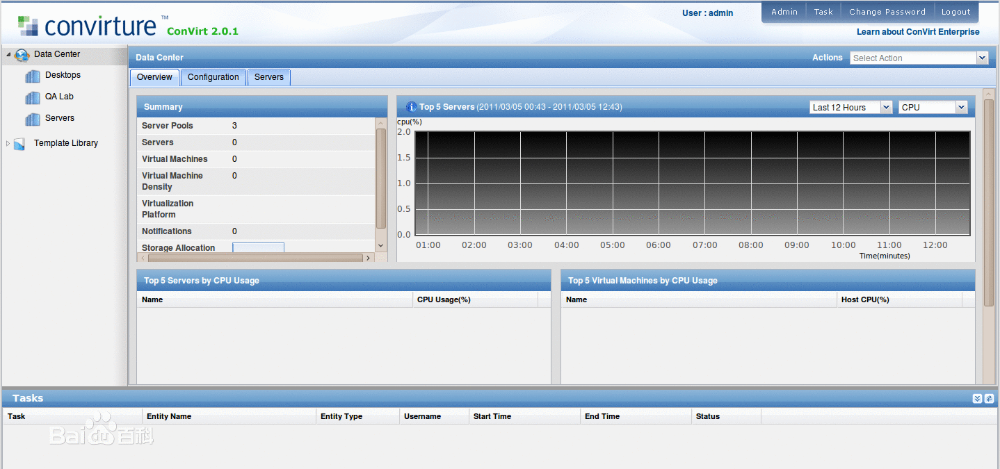 convirture™ ConVirt 2.0.1
User : admin
Admin Task Change Password Logout
Learn about ConVirt Enterprise
Data Center
Desktops
QA Lab
Servers
Template Library
Data Center
Actions Select Action
Overview Configuration Servers
Summary
Server Pools 3
Servers 0
Virtual Machines 0
Virtual Machine 0
Density
Virtualization
Platform
Notifications 0
Storage Allocation
Top 5 Servers (2011/03/05 00:43 - 2011/03/05 12:43)
Last 12 Hours CPU
cpu(%)
2.0
1.5
1.0
0.5
0.0
01:00 02:00 03:00 04:00 05:00 06:00 07:00 08:00 09:00 10:00 11:00 12:00
Time(minutes)
Top 5 Servers by CPU Usage
Name CPU Usage(%)
Top 5 Virtual Machines by CPU Usage
Name Host CPU(%)
Tasks
Task Entity Name Entity Type Username Start Time End Time Status
Bai du 百科